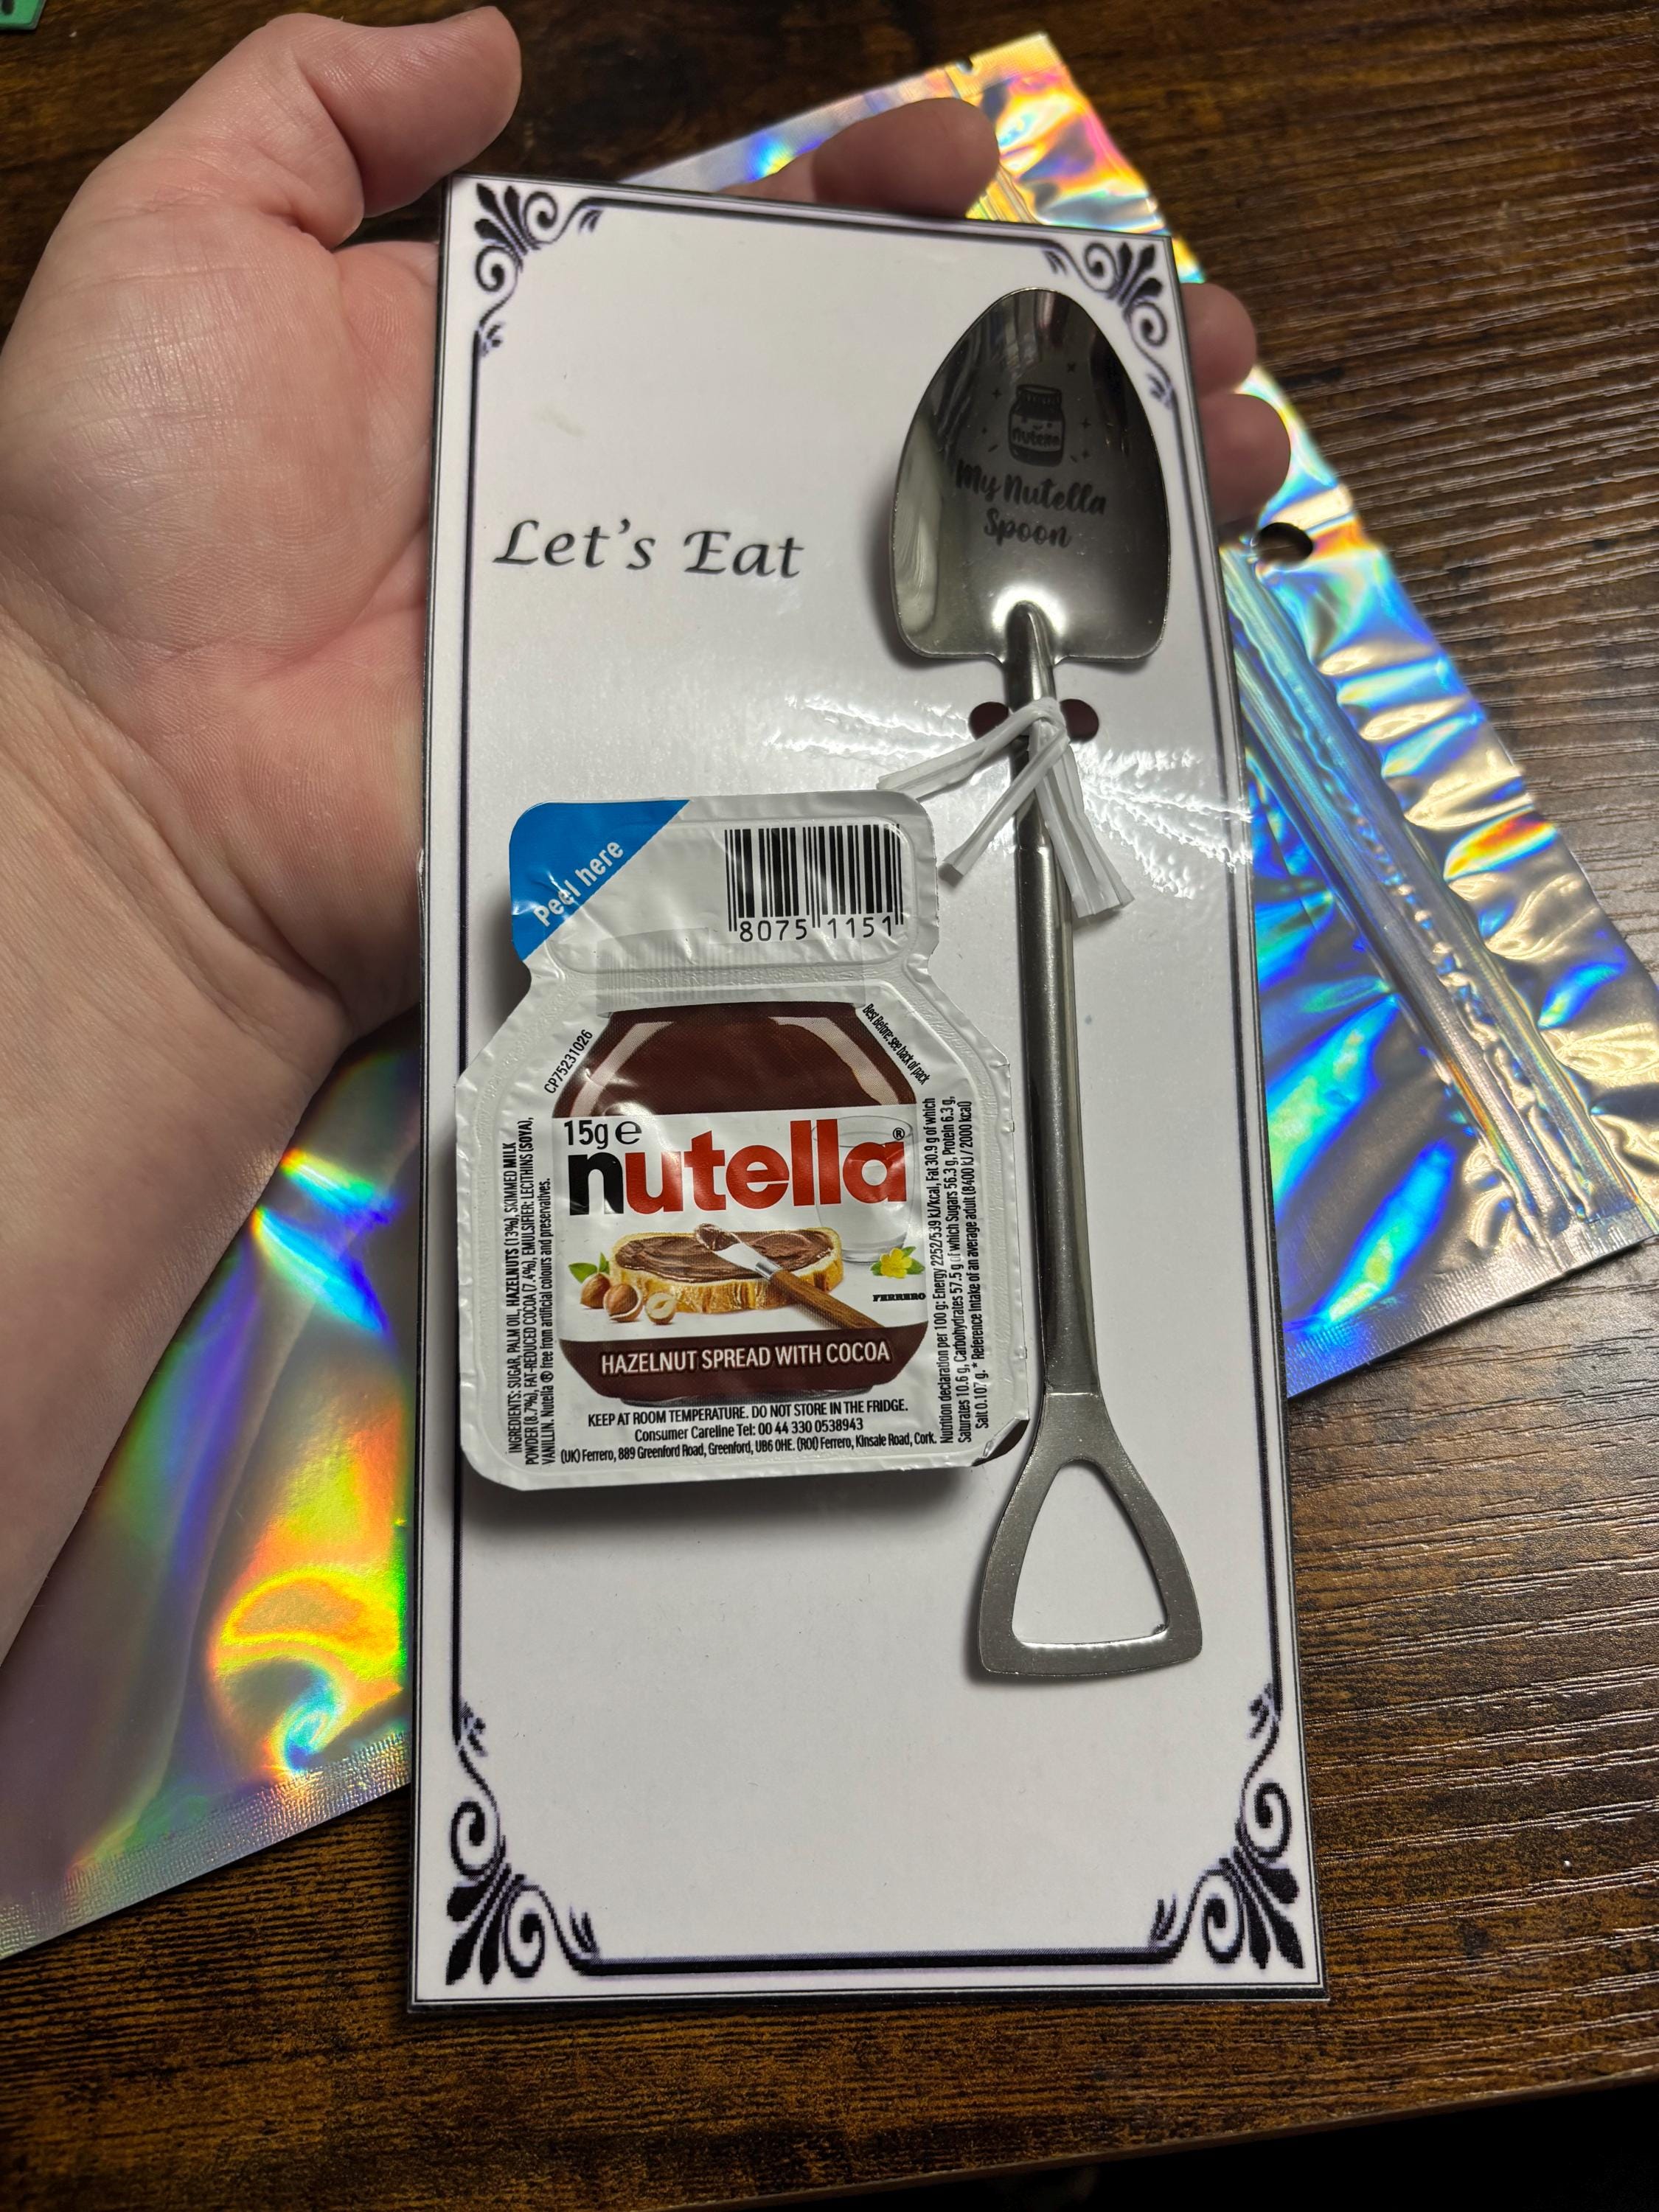 nutella
My Nutella
Spoon
Let's Eat
Peel here
8075 1151
CP75231026
Best Before: see back of pack
15g e
nutella®
FERRERO
HAZELNUT SPREAD WITH COCOA
INGREDIENTS: SUGAR, PALM OIL, HAZELNUTS (13%), SKIMMED MILK
POWDER (8.7%), FAT-REDUCED COCOA (7.4%), EMULSIFIER: LECITHINS (SOYA),
VANILLIN. Nutella ® free from artificial colours and preservatives.
Nutrition declaration per 100 g: Energy 2252/539 kJ/kcal, Fat 30.9 g of which
Saturates 10.6 g, Carbohydrates 57.5 g of which Sugars 56.3 g, Protein 6.3 g,
Salt 0.107 g. * Reference Intake of an average adult (8400 kJ / 2000 kcal)
KEEP AT ROOM TEMPERATURE. DO NOT STORE IN THE FRIDGE.
Consumer Careline Tel: 00 44 330 0538943
(UK) Ferrero, 889 Greenford Road, Greenford, UB6 0HE. (ROI) Ferrero, Kinsale Road, Cork.